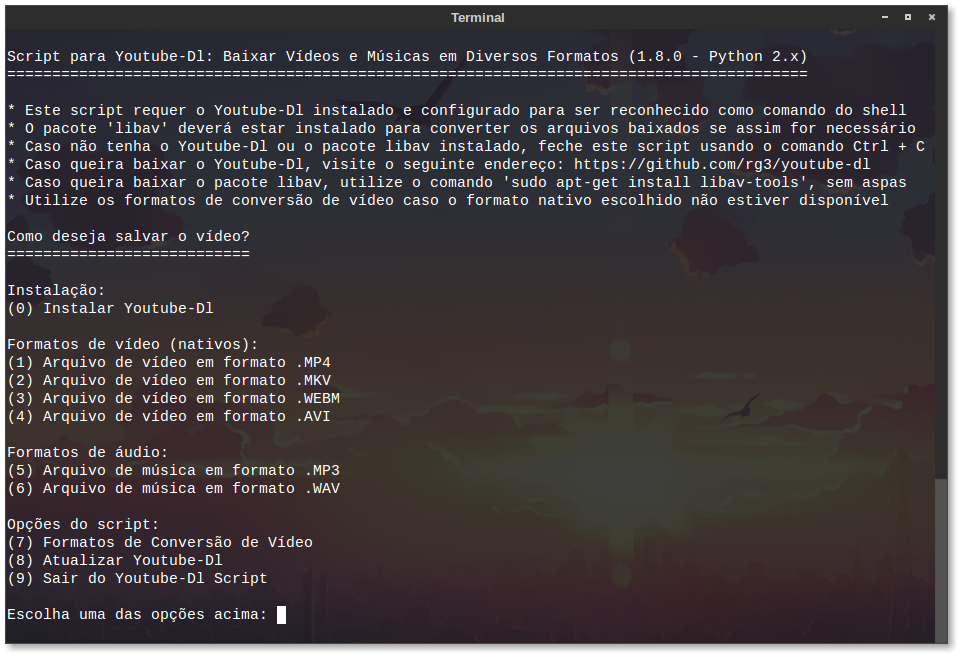 Terminal
Script para Youtube-Dl: Baixar Vídeos e Músicas em Diversos Formatos (1.8.0 - Python 2.x)
=========================================================================================
* Este script requer o Youtube-Dl instalado e configurado para ser reconhecido como comando do shell
* O pacote 'libav' deverá estar instalado para converter os arquivos baixados se assim for necessário
* Caso não tenha o Youtube-Dl ou o pacote libav instalado, feche este script usando o comando Ctrl + C
* Caso queira baixar o Youtube-Dl, visite o seguinte endereço: https://github.com/rg3/youtube-dl
* Caso queira baixar o pacote libav, utilize o comando 'sudo apt-get install libav-tools', sem aspas
* Utilize os formatos de conversão de vídeo caso o formato nativo escolhido não estiver disponível
Como deseja salvar o vídeo?
===========================
Instalação:
(0) Instalar Youtube-Dl
Formatos de vídeo (nativos):
(1) Arquivo de vídeo em formato .MP4
(2) Arquivo de vídeo em formato .MKV
(3) Arquivo de vídeo em formato .WEBM
(4) Arquivo de vídeo em formato .AVI
Formatos de áudio:
(5) Arquivo de música em formato .MP3
(6) Arquivo de música em formato .WAV
Opções do script:
(7) Formatos de Conversão de Vídeo
(8) Atualizar Youtube-Dl
(9) Sair do Youtube-Dl Script
Escolha uma das opções acima: